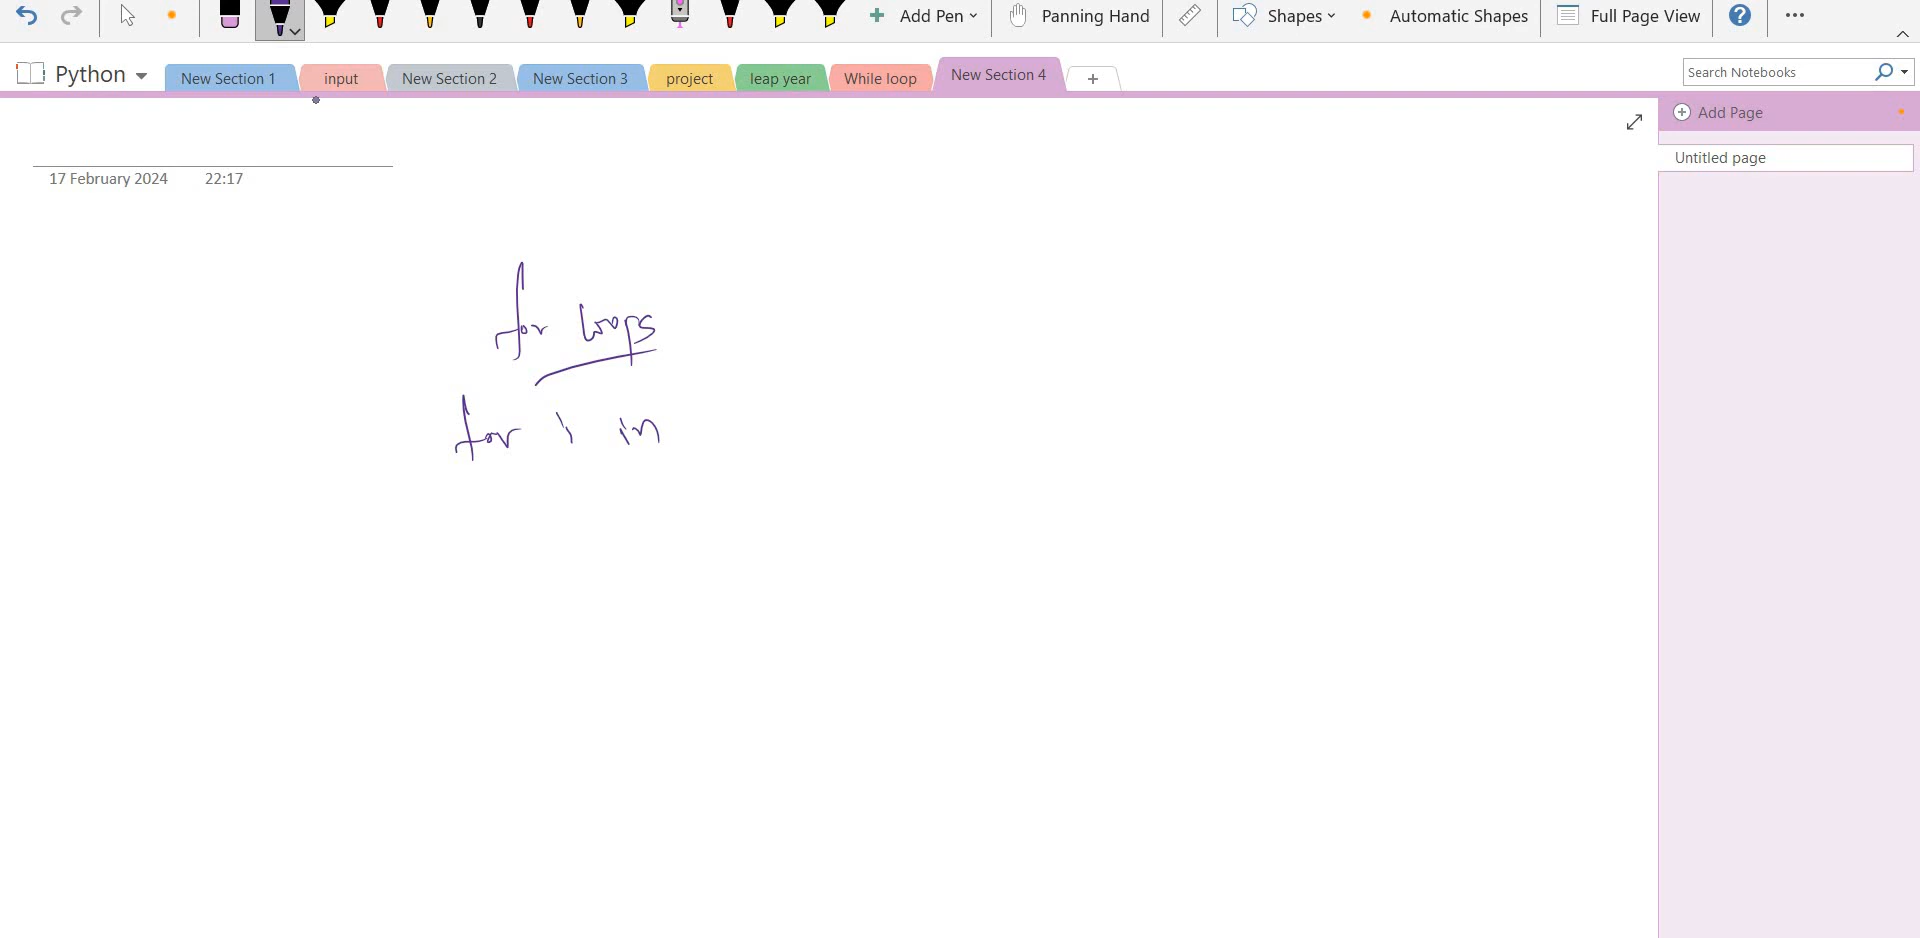 Add Pen Panning Hand Shapes Automatic Shapes Full Page View ? ...
Python New Section 1 input New Section 2 New Section 3 project leap year While loop New Section 4 + Search Notebooks
Add Page
Untitled page
17 February 2024 22:17
for loops
for i in